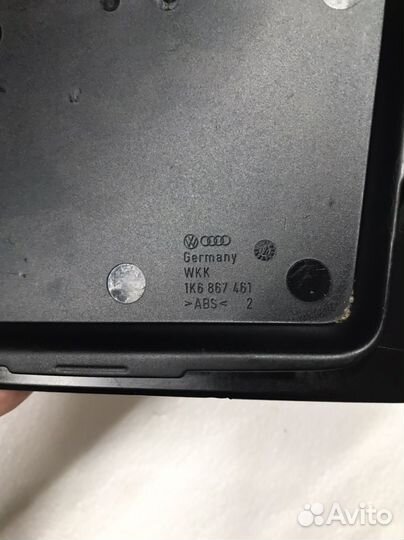 Germany
WKK
1K6 867 461
>ABS< 2
Avito